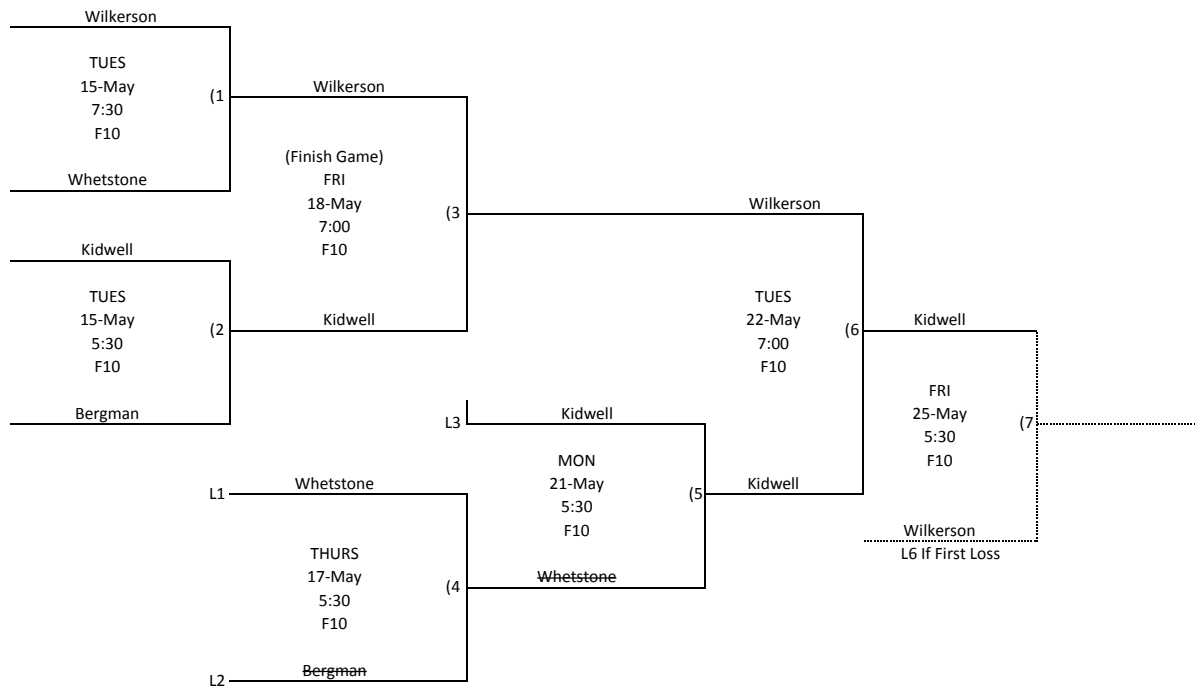 Wilkerson
TUES
15-May
7:30
F10
(1
Whetstone
Wilkerson
(Finish Game)
FRI
18-May
7:00
F10
(3
Kidwell
TUES
15-May
5:30
F10
(2
Bergman
Kidwell
Wilkerson
TUES
22-May
7:00
F10
(6
Kidwell
FRI
25-May
5:30
F10
(7
Wilkerson
L6 If First Loss
L3
Kidwell
MON
21-May
5:30
F10
(5
Kidwell
L1
Whetstone
THURS
17-May
5:30
F10
(4
Whetstone
L2
Bergman